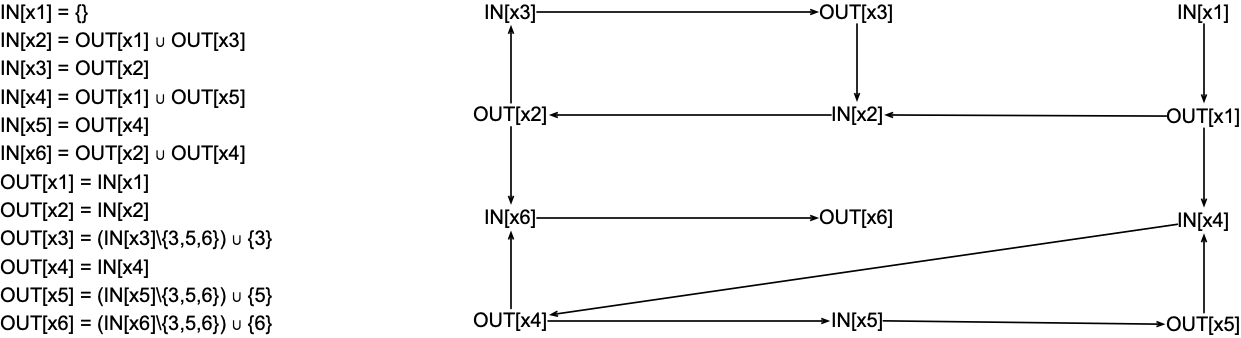 IN[x1] = {}
IN[x2] = OUT[x1] ∪ OUT[x3]
IN[x3] = OUT[x2]
IN[x4] = OUT[x1] ∪ OUT[x5]
IN[x5] = OUT[x4]
IN[x6] = OUT[x2] ∪ OUT[x4]
OUT[x1] = IN[x1]
OUT[x2] = IN[x2]
OUT[x3] = (IN[x3]\{3,5,6}) ∪ {3}
OUT[x4] = IN[x4]
OUT[x5] = (IN[x5]\{3,5,6}) ∪ {5}
OUT[x6] = (IN[x6]\{3,5,6}) ∪ {6}
IN[x3] OUT[x3] IN[x1]
OUT[x2] IN[x2] OUT[x1]
IN[x6] OUT[x6] IN[x4]
OUT[x4] IN[x5] OUT[x5]